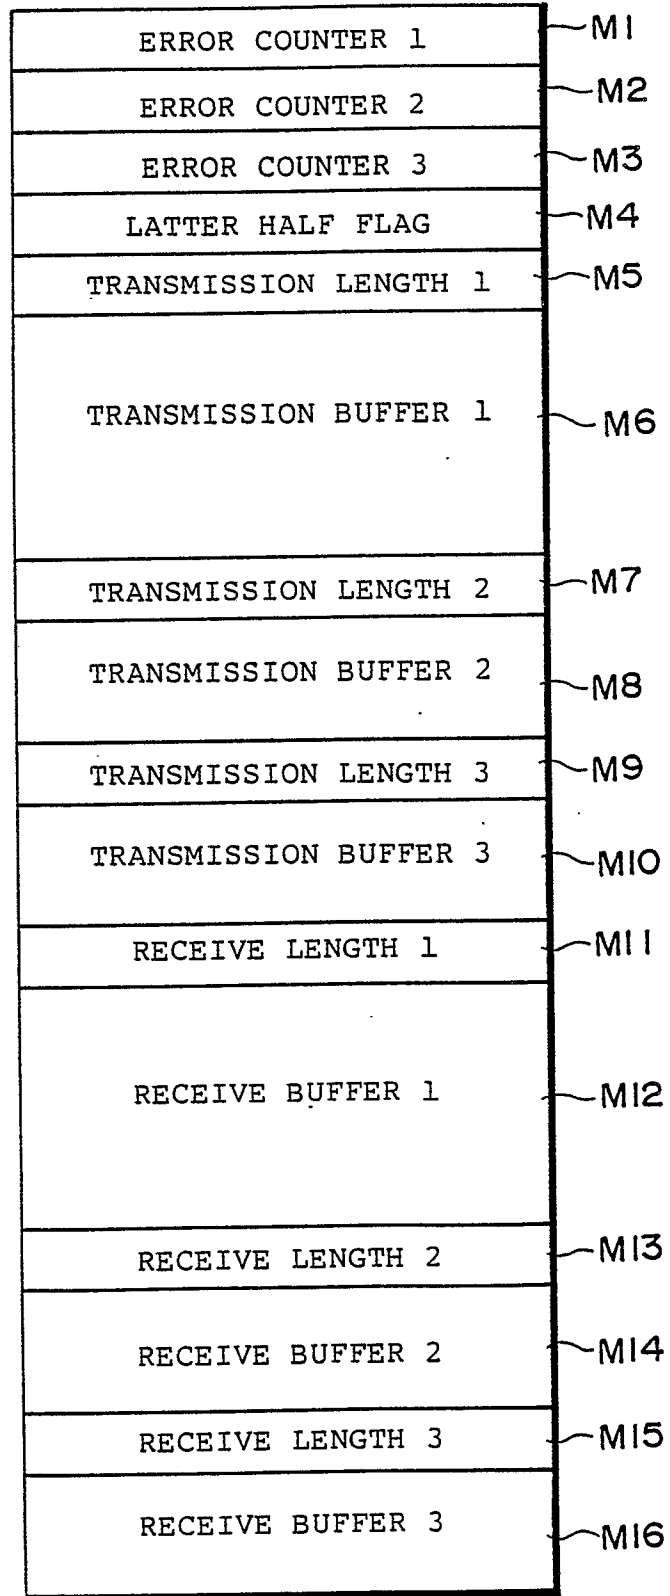 ERROR COUNTER 1 M1
ERROR COUNTER 2 M2
ERROR COUNTER 3 M3
LATTER HALF FLAG M4
TRANSMISSION LENGTH 1 M5
TRANSMISSION BUFFER 1 M6
TRANSMISSION LENGTH 2 M7
TRANSMISSION BUFFER 2 M8
TRANSMISSION LENGTH 3 M9
TRANSMISSION BUFFER 3 M10
RECEIVE LENGTH 1 M11
RECEIVE BUFFER 1 M12
RECEIVE LENGTH 2 M13
RECEIVE BUFFER 2 M14
RECEIVE LENGTH 3 M15
RECEIVE BUFFER 3 M16